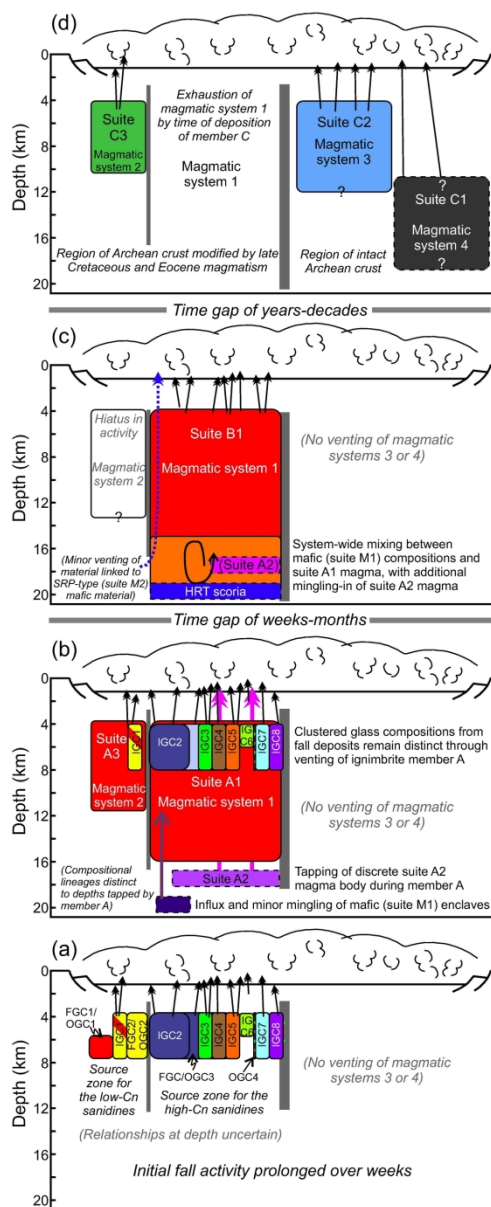 (d)
0
4
8
12
16
20
Depth (km)
Suite
C3
Magmatic
system 2
Exhaustion of
magmatic system 1
by time of deposition
of member C
Magmatic
system 1
Suite C2
Magmatic
system 3
?
?
Suite C1
Magmatic
system 4
?
Region of Archean crust modified by late
Cretaceous and Eocene magmatism
Region of intact
Archean crust
Time gap of years-decades
(c)
0
4
8
12
16
20
Depth (km)
Hiatus in
activity
Magmatic
system 2
?
Suite B1
Magmatic system 1
(No venting of magmatic
systems 3 or 4)
(Minor venting of
material linked to
SRP-type (suite M2)
mafic material)
(Suite A2)
HRT scoria
System-wide mixing between
mafic (suite M1) compositions and
suite A1 magma, with additional
mingling-in of suite A2 magma
Time gap of weeks-months
(b)
0
4
8
12
16
20
Depth (km)
Suite
A3
Magmatic
system 2
IGC1
IGC2
IGC3
IGC4
IGC5
IG
C6
IGC7
IGC8
Suite A1
Magmatic system 1
Clustered glass compositions from
fall deposits remain distinct through
venting of ignimbrite member A
(No venting of magmatic
systems 3 or 4)
(Compositional
lineages distinct
to depths tapped by
member A)
Suite A2
Tapping of discrete suite A2
magma body during member A
Influx and minor mingling of mafic (suite M1) enclaves
(a)
0
4
8
12
16
20
Depth (km)
FGC1/
OGC1
IGC1
FGC2/
OGC2
IGC2
IGC3
IGC4
IGC5
IG
C6
IGC7
IGC8
FGC/OGC3
OGC4
Source zone for
the low-Cn
sanidines
Source zone for the
high-Cn sanidines
(No venting of magmatic
systems 3 or 4)
(Relationships at depth uncertain)
Initial fall activity prolonged over weeks